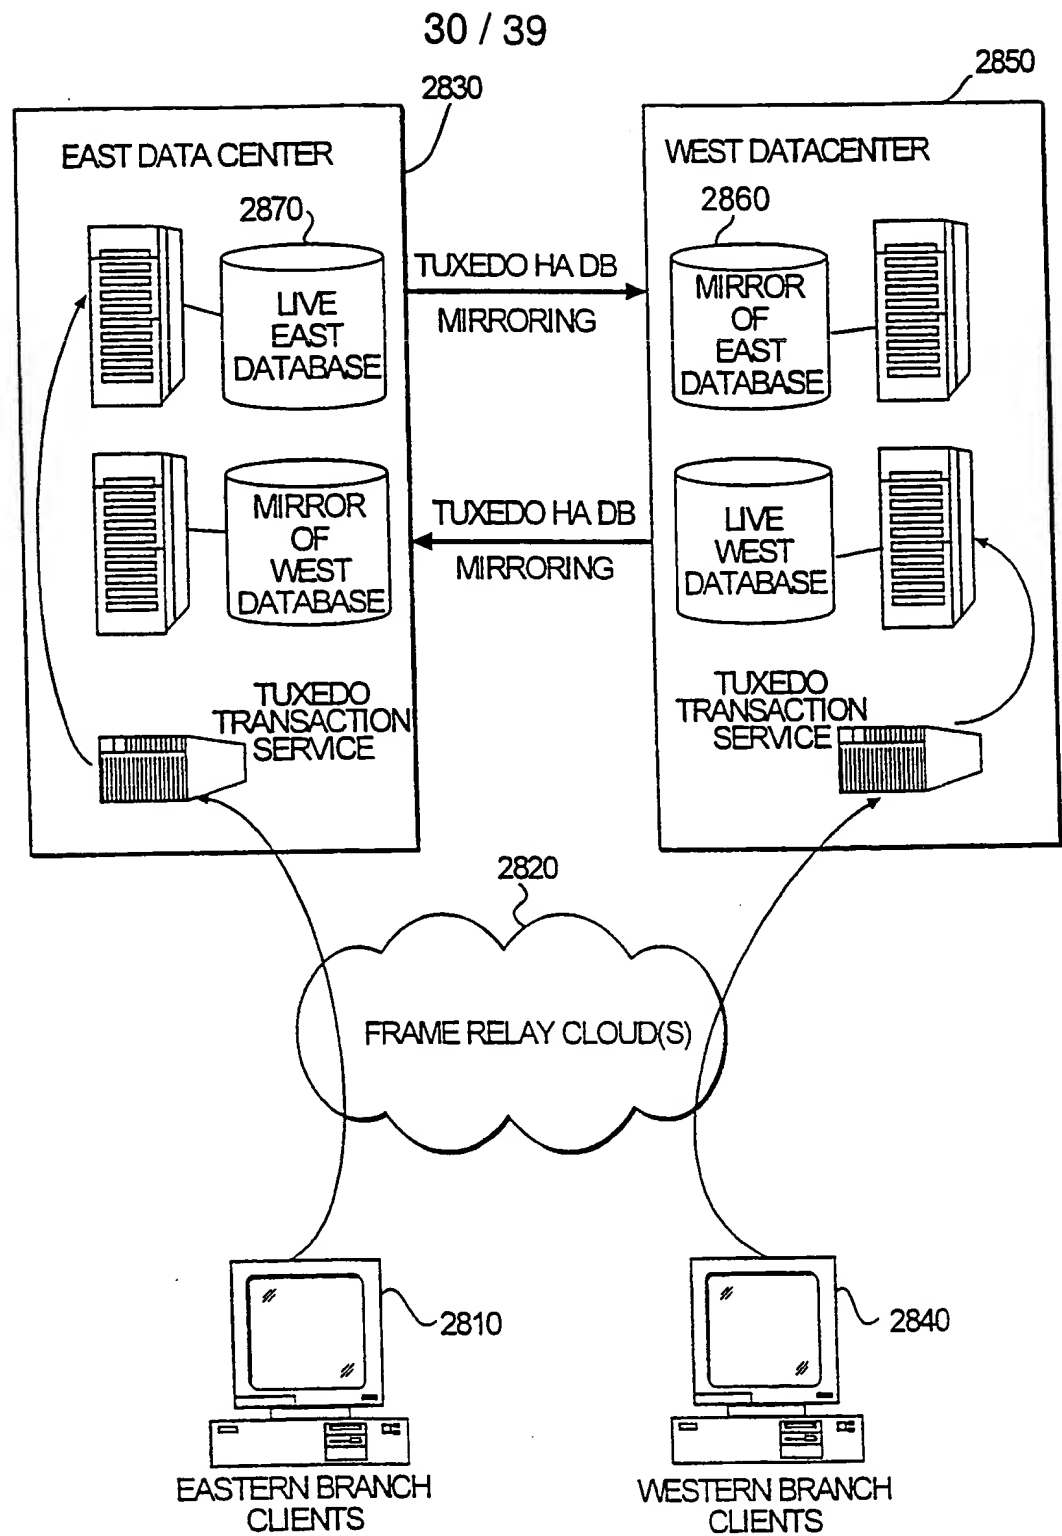 30 / 39
2830
2850
EAST DATA CENTER
WEST DATACENTER
2870
2860
LIVE
EAST
DATABASE
TUXEDO HA DB
MIRRORING
MIRROR
OF
EAST
DATABASE
MIRROR
OF
WEST
DATABASE
TUXEDO HA DB
MIRRORING
LIVE
WEST
DATABASE
TUXEDO
TRANSACTION
SERVICE
TUXEDO
TRANSACTION
SERVICE
2820
FRAME RELAY CLOUD(S)
2810
2840
EASTERN BRANCH
CLIENTS
WESTERN BRANCH
CLIENTS